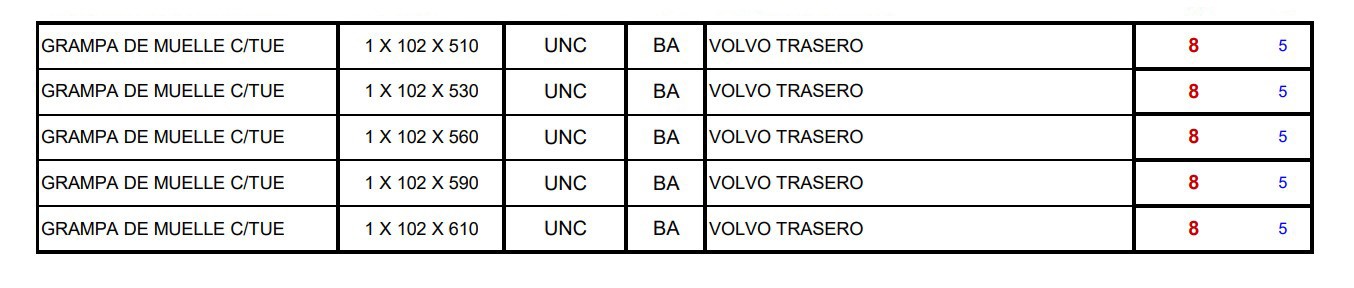 GRAMPA DE MUELLE C/TUE 1 X 102 X 510 UNC BA VOLVO TRASERO 8 5
GRAMPA DE MUELLE C/TUE 1 X 102 X 530 UNC BA VOLVO TRASERO 8 5
GRAMPA DE MUELLE C/TUE 1 X 102 X 560 UNC BA VOLVO TRASERO 8 5
GRAMPA DE MUELLE C/TUE 1 X 102 X 590 UNC BA VOLVO TRASERO 8 5
GRAMPA DE MUELLE C/TUE 1 X 102 X 610 UNC BA VOLVO TRASERO 8 5